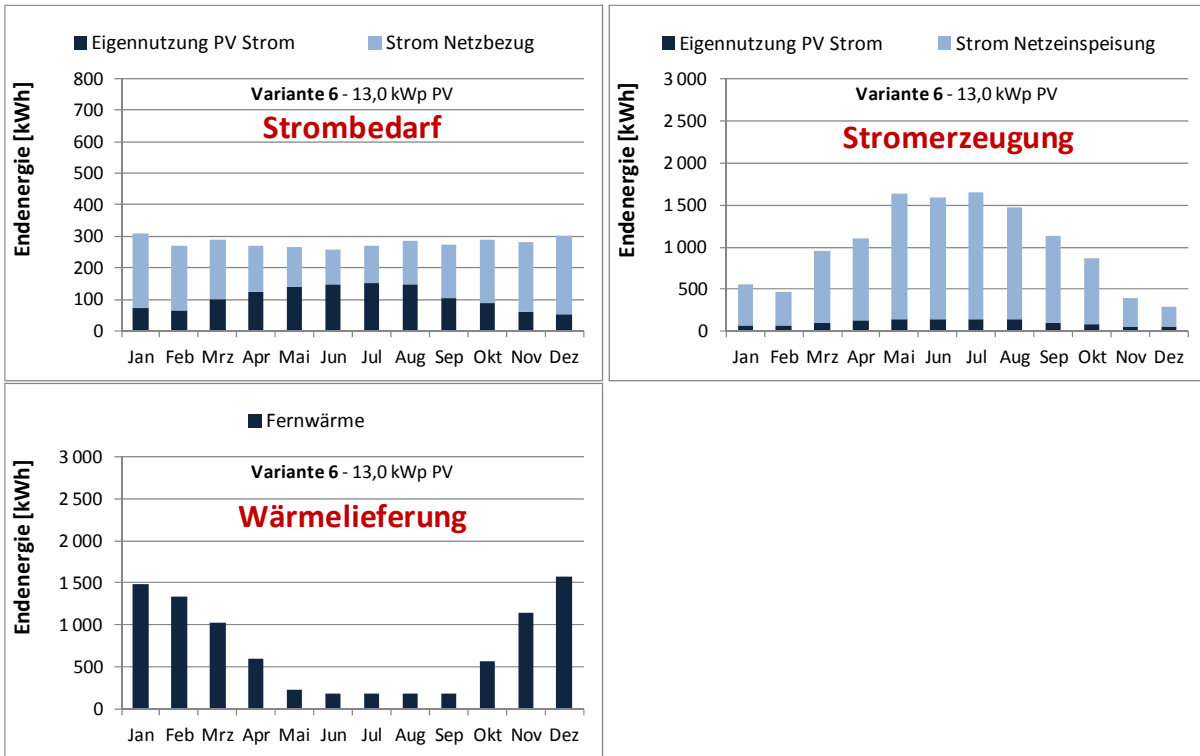 Eigennutzung PV Strom Strom Netzbezug
Endenergie [kWh]
Variante 6 - 13,0 kWp PV
Strombedarf
800
700
600
500
400
300
200
100
0
Jan Feb Mrz Apr Mai Jun Jul Aug Sep Okt Nov Dez
Eigennutzung PV Strom Strom Netzeinspeisung
Endenergie [kWh]
Variante 6 - 13,0 kWp PV
Stromerzeugung
3 000
2 500
2 000
1 500
1 000
500
0
Jan Feb Mrz Apr Mai Jun Jul Aug Sep Okt Nov Dez
Fernwärme
Endenergie [kWh]
Variante 6 - 13,0 kWp PV
Wärmelieferung
3 000
2 500
2 000
1 500
1 000
500
0
Jan Feb Mrz Apr Mai Jun Jul Aug Sep Okt Nov Dez